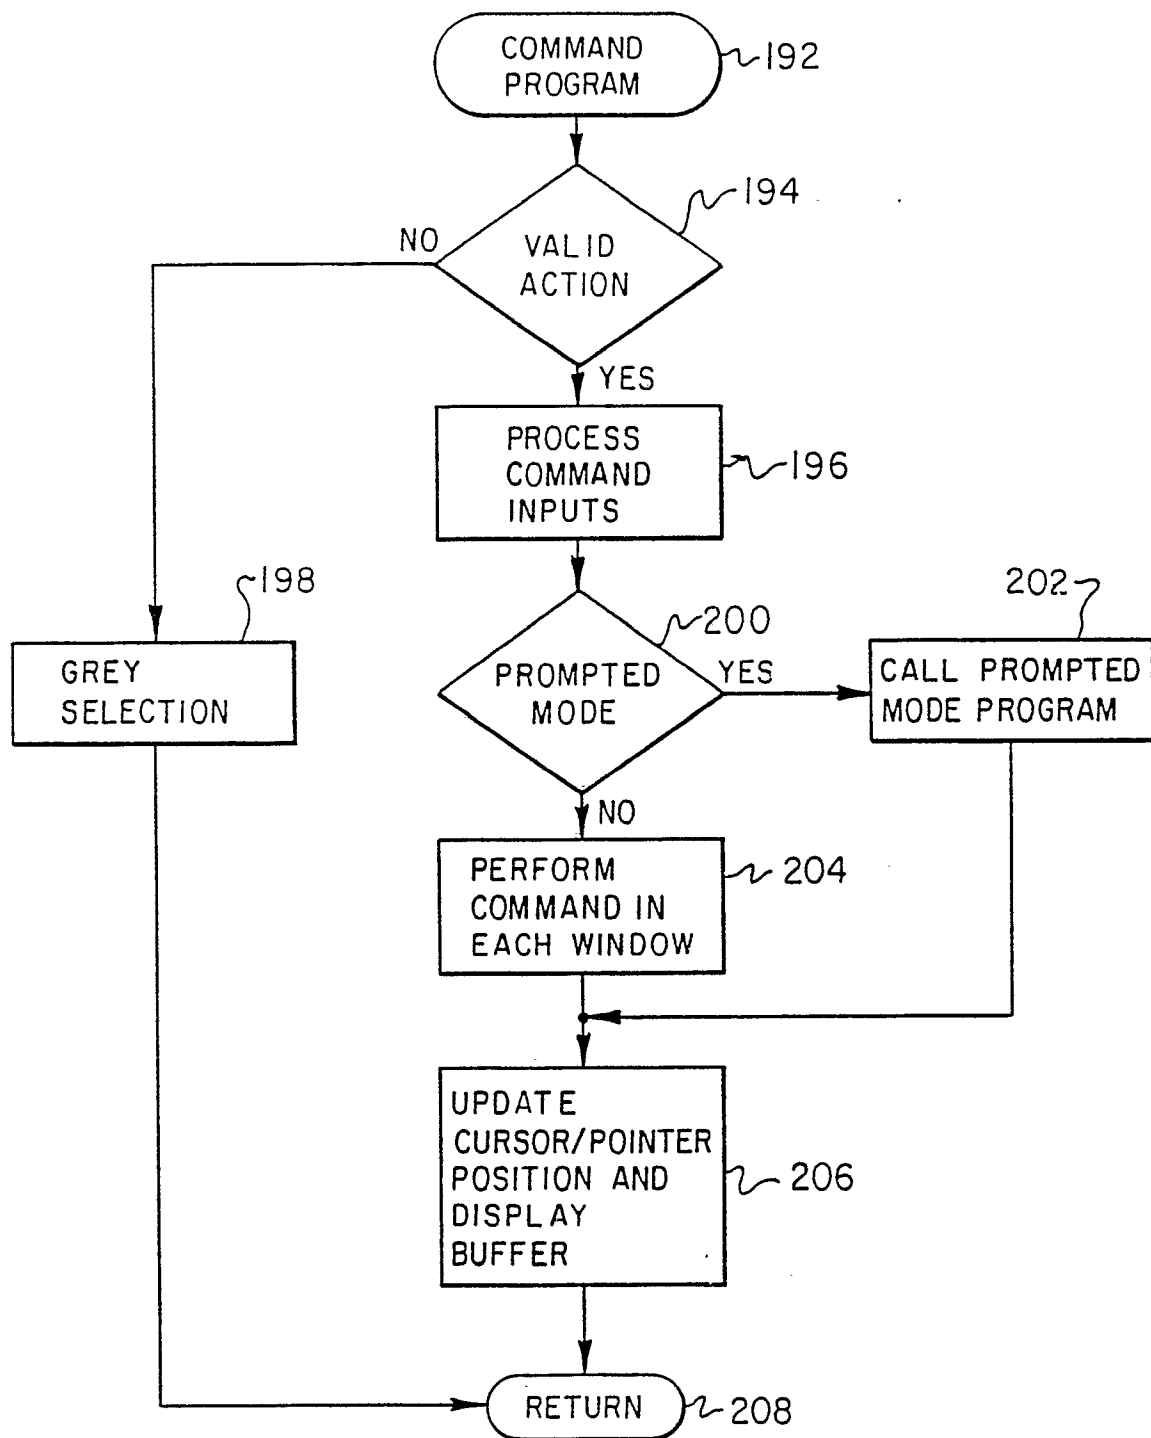 COMMAND
PROGRAM
192
194
NO
VALID
ACTION
YES
PROCESS
COMMAND
INPUTS
196
198
GREY
SELECTION
200
PROMPTED
MODE
YES
202
CALL PROMPTED
MODE PROGRAM
NO
PERFORM
COMMAND IN
EACH WINDOW
204
UPDATE
CURSOR/POINTER
POSITION AND
DISPLAY
BUFFER
206
RETURN
208